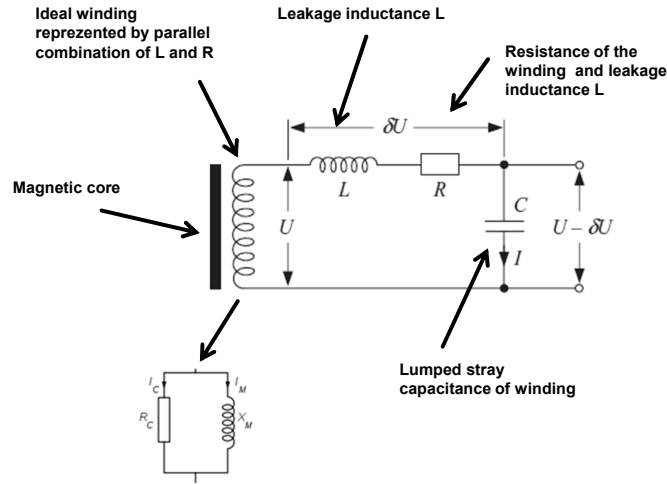 Ideal winding
reprezented by parallel
combination of L and R
Leakage inductance L
Resistance of the
winding and leakage
inductance L
δU
Magnetic core
L
R
C
U
U – δU
I
Lumped stray
capacitance of winding
I_C
I_M
R_C
X_M